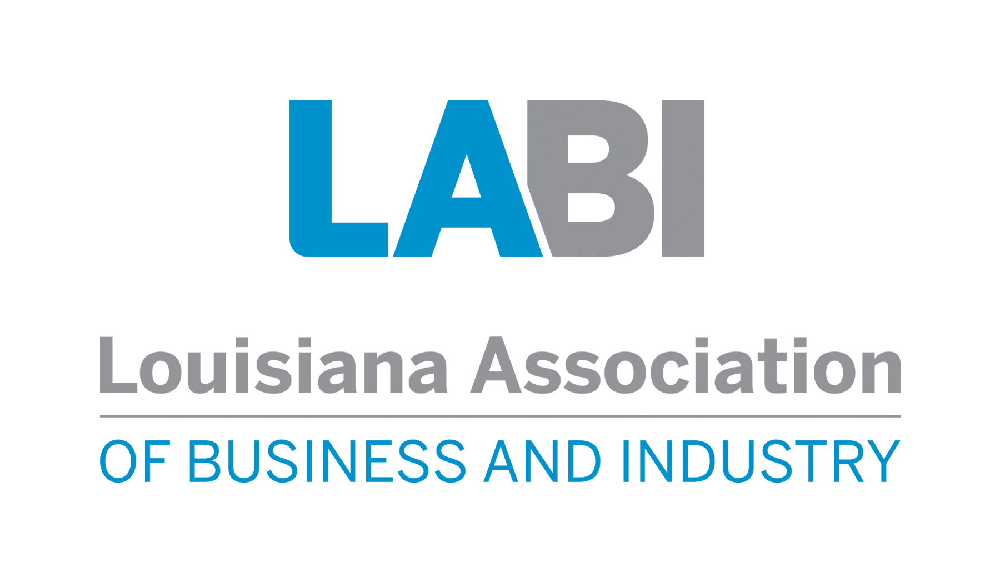 LABI
Louisiana Association
OF BUSINESS AND INDUSTRY